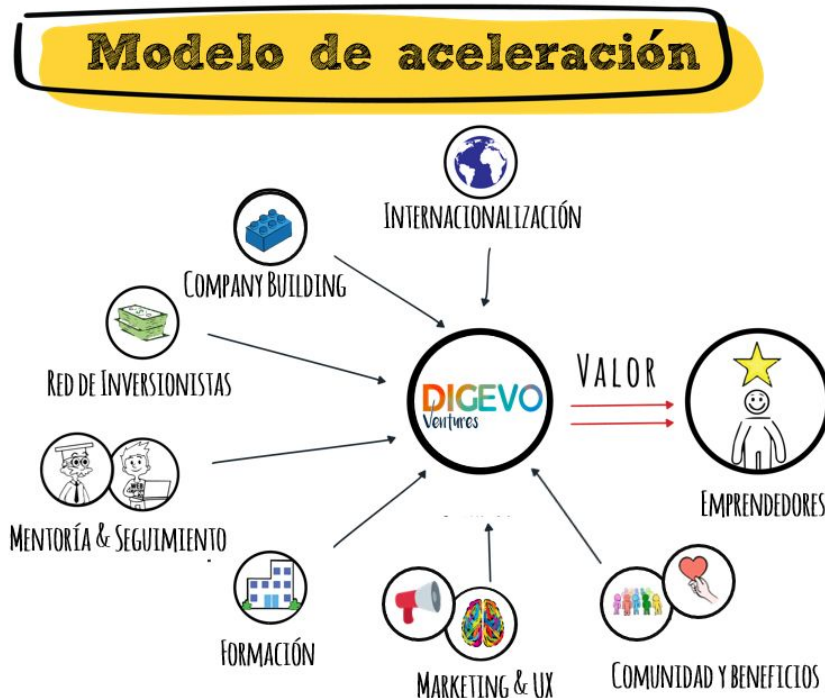 Modelo de aceleración
Internacionalización
Company Building
Red de Inversionistas
DIGEVO
Ventures
Valor
Emprendedores
Mentoría & Seguimiento
Formación
Marketing & UX
Comunidad y beneficios